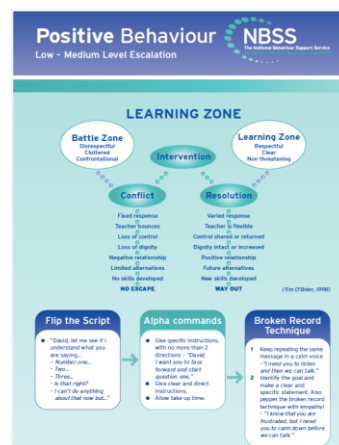 Positive Behaviour
Low – Medium Level Escalation
NBSS
The National Behaviour Support Service
LEARNING ZONE
Battle Zone
Disrespectful
Cluttered
Confrontational
Learning Zone
Respectful
Clear
Non-threatening
Intervention
Conflict
Fixed response
Teacher bounces
Loss of control
Loss of dignity
Negative relationship
Limited alternatives
No skills developed
NO ESCAPE
Resolution
Varied response
Teacher is flexible
Control shared or returned
Dignity intact or increased
Positive relationship
Future alternatives
New skills developed
WAY OUT
(Tim O'Brien, 1998)
Flip the Script
• "David, let me see if I
understand what you
are saying...
- Number one...
- Two...
- Three...
- Is that right?
- I can't do anything
about that now but..."
Alpha commands
• Give specific instructions,
with no more than 2
directions – "David,
I want you to face
forward and start
question one."
• Give clear and direct
instructions.
• Allow take-up time.
Broken Record
Technique
1 Keep repeating the same
message in a calm voice
- "I need you to listen
and then we can talk."
2 Identify the goal and
make a clear and
specific statement. Also
pepper the broken record
technique with empathy!
- "I know that you are
frustrated, but I need
you to calm down before
we can talk."